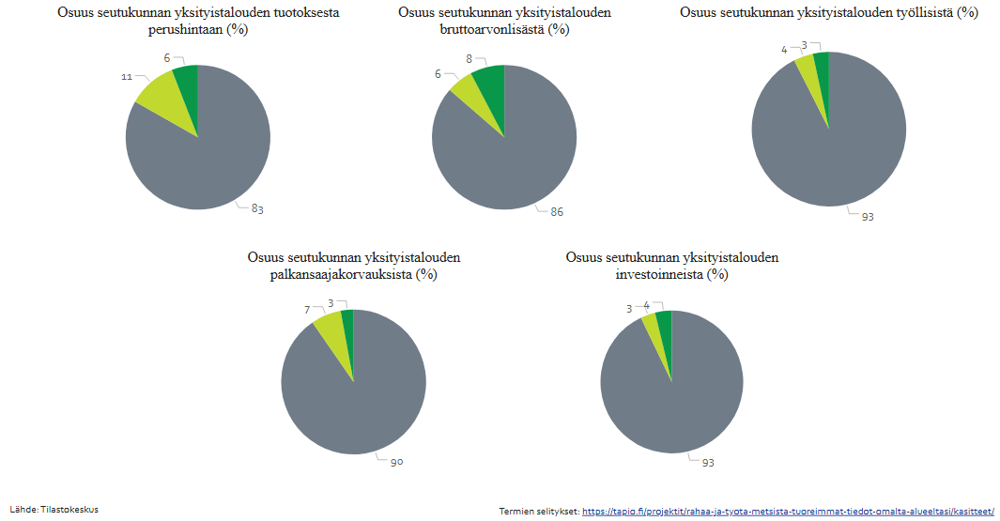 Osuus seutukunnan yksityistalouden tuotoksesta
perushintaan (%)
6
11
83
Osuus seutukunnan yksityistalouden
bruttoarvonlisästä (%)
8
6
86
Osuus seutukunnan yksityistalouden työllisistä (%)
3
4
93
Osuus seutukunnan yksityistalouden
palkansaajakorvauksista (%)
3
7
90
Osuus seutukunnan yksityistalouden
investoinneista (%)
4
3
93
Lähde: Tilastokeskus
Termien selitykset: https://tapio.fi/projektit/rahaa-ja-tyota-metsista-tuoreimmat-tiedot-omalta-alueeltasi/kasitteet/